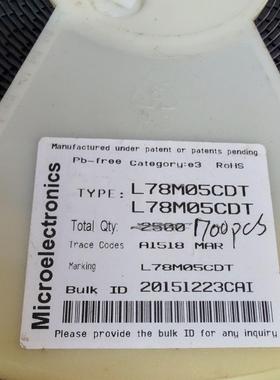 Manufactured under patent or patents pending
Pb-free Category:e3 RoHS
Microelectronics
TYPE: L78M05CDT
L78M05CDT
Total Qty: 2500 1700pcs
Trace Codes A1518 MAR
Marking L78M05CDT
Bulk ID 20151223CAI
Please provide the bulk ID for any inquiry